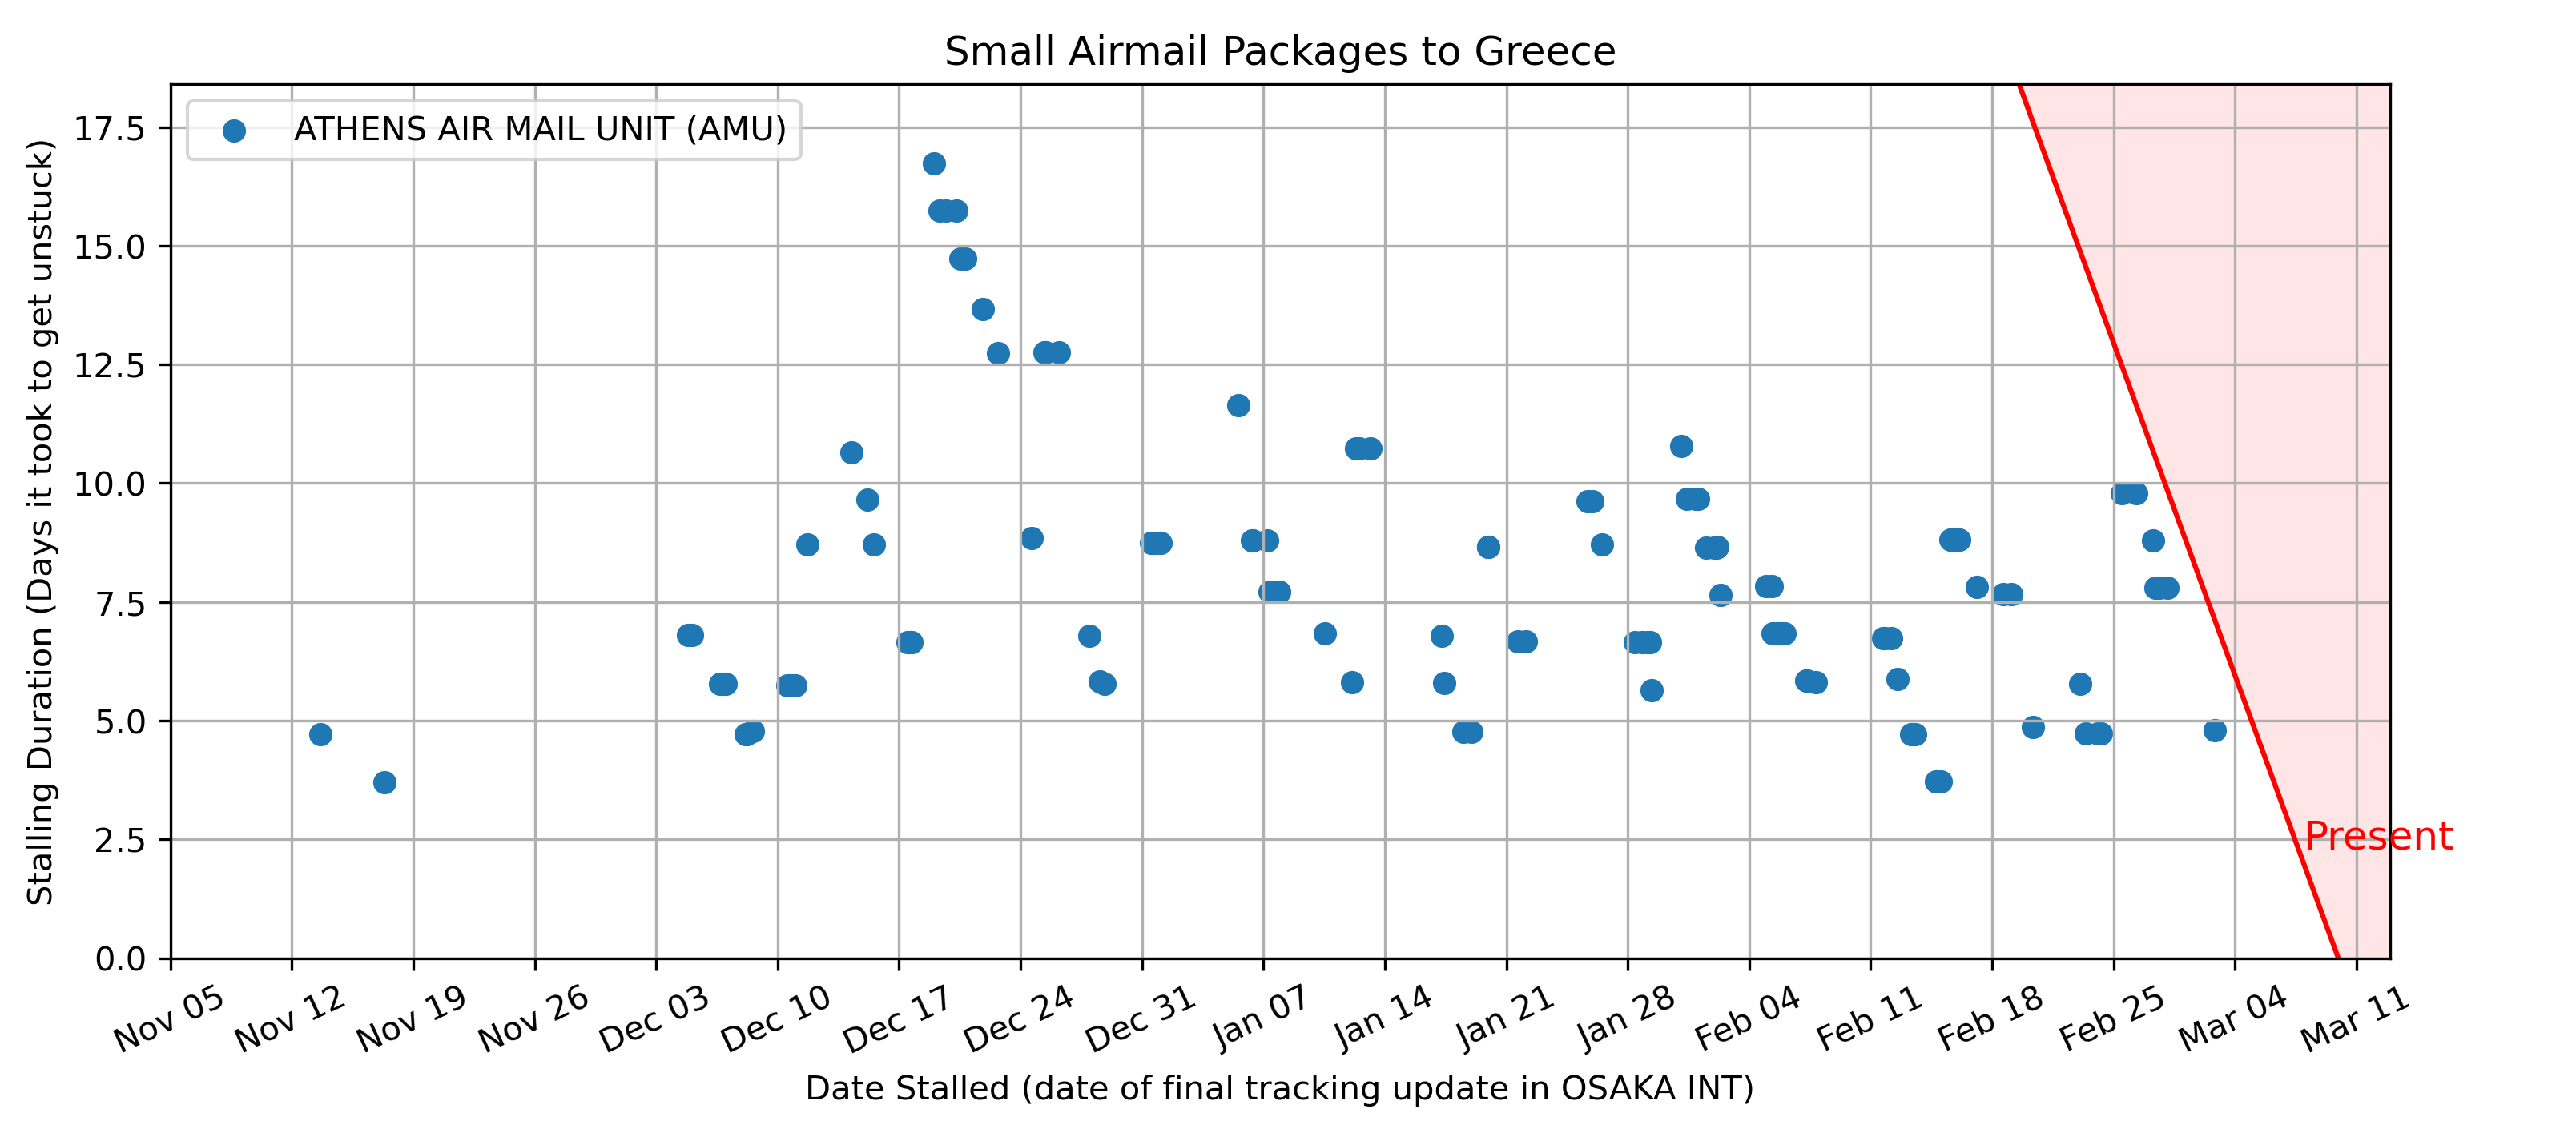 Small Airmail Packages to Greece
ATHENS AIR MAIL UNIT (AMU)
Stalling Duration (Days it took to get unstuck)
17.5
15.0
12.5
10.0
7.5
5.0
2.5
0.0
Present
Nov 05
Nov 12
Nov 19
Nov 26
Dec 03
Dec 10
Dec 17
Dec 24
Dec 31
Jan 07
Jan 14
Jan 21
Jan 28
Feb 04
Feb 11
Feb 18
Feb 25
Mar 04
Mar 11
Date Stalled (date of final tracking update in OSAKA INT)